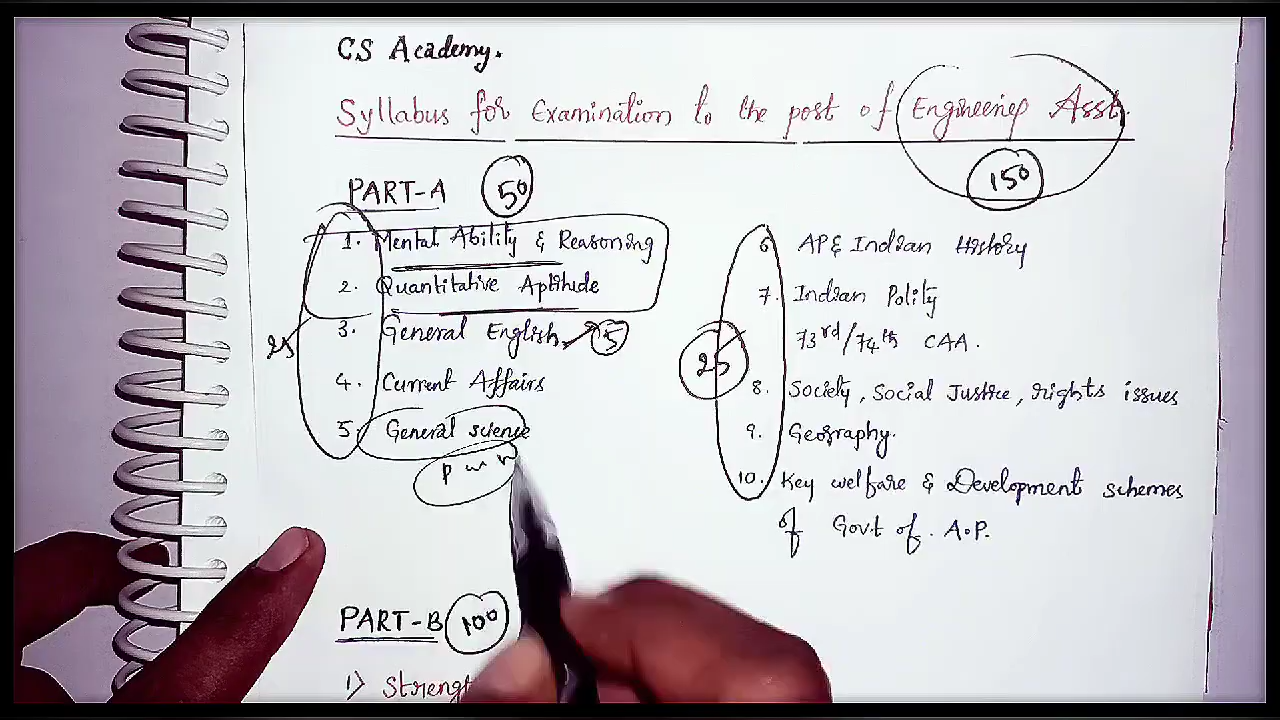 CS Academy.
Syllabus for Examination to the post of Engineering Asst.
150
PART-A 50
1. Mental Ability & Reasoning
2. Quantitative Aptitude
3. General English 5
4. Current Affairs
5. General science
25
6 AP & Indian History
7. Indian Polity
73rd/74th CAA.
8. Society, Social Justice, rights issues
9. Geography.
10. Key welfare & Development schemes
of Govt of A.P.
25
PART-B 100
1) Strengt